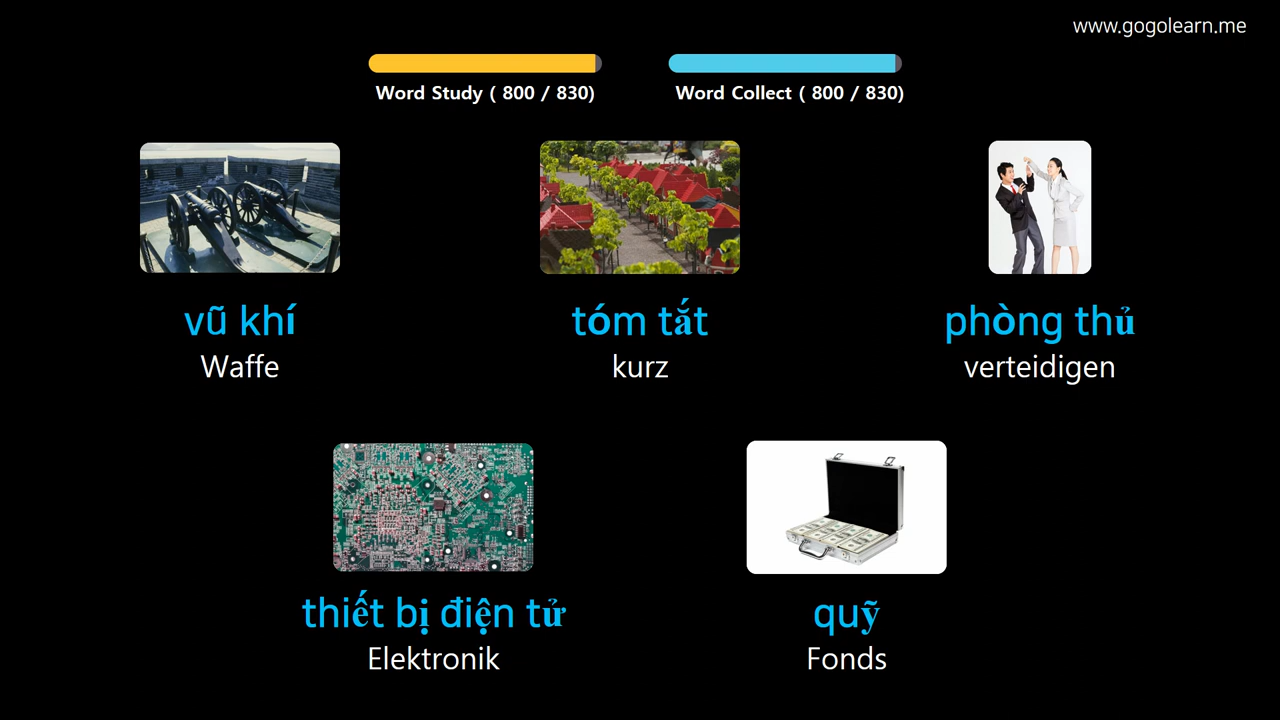 www.gogolearn.me
Word Study ( 800 / 830)
Word Collect ( 800 / 830)
vũ khí
Waffe
tóm tắt
kurz
phòng thủ
verteidigen
thiết bị điện tử
Elektronik
quỹ
Fonds